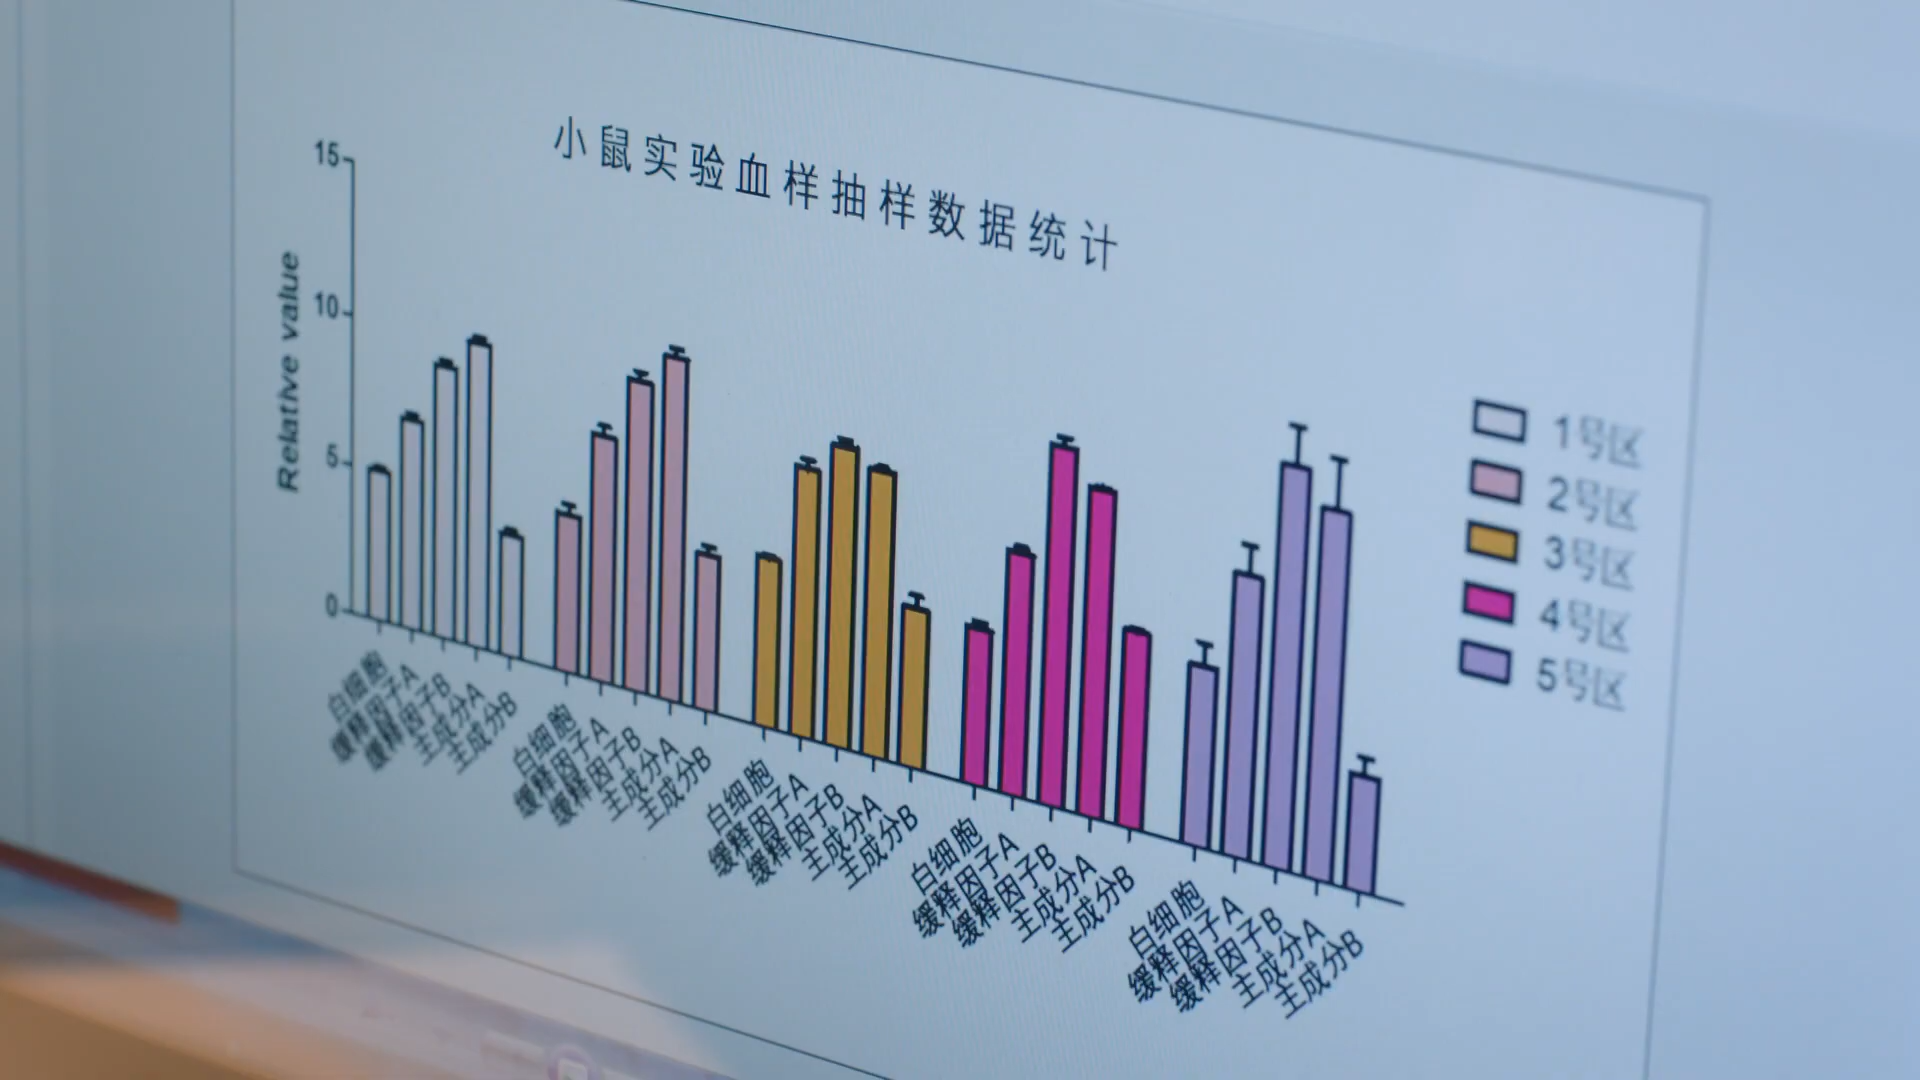 小鼠实验血样抽样数据统计
Relative value
15
10
5
0
白细胞
缓释因子A
缓释因子B
主成分A
主成分B
白细胞
缓释因子A
缓释因子B
主成分A
主成分B
白细胞
缓释因子A
缓释因子B
主成分A
主成分B
白细胞
缓释因子A
缓释因子B
主成分A
主成分B
白细胞
缓释因子A
缓释因子B
主成分A
主成分B
1号区
2号区
3号区
4号区
5号区